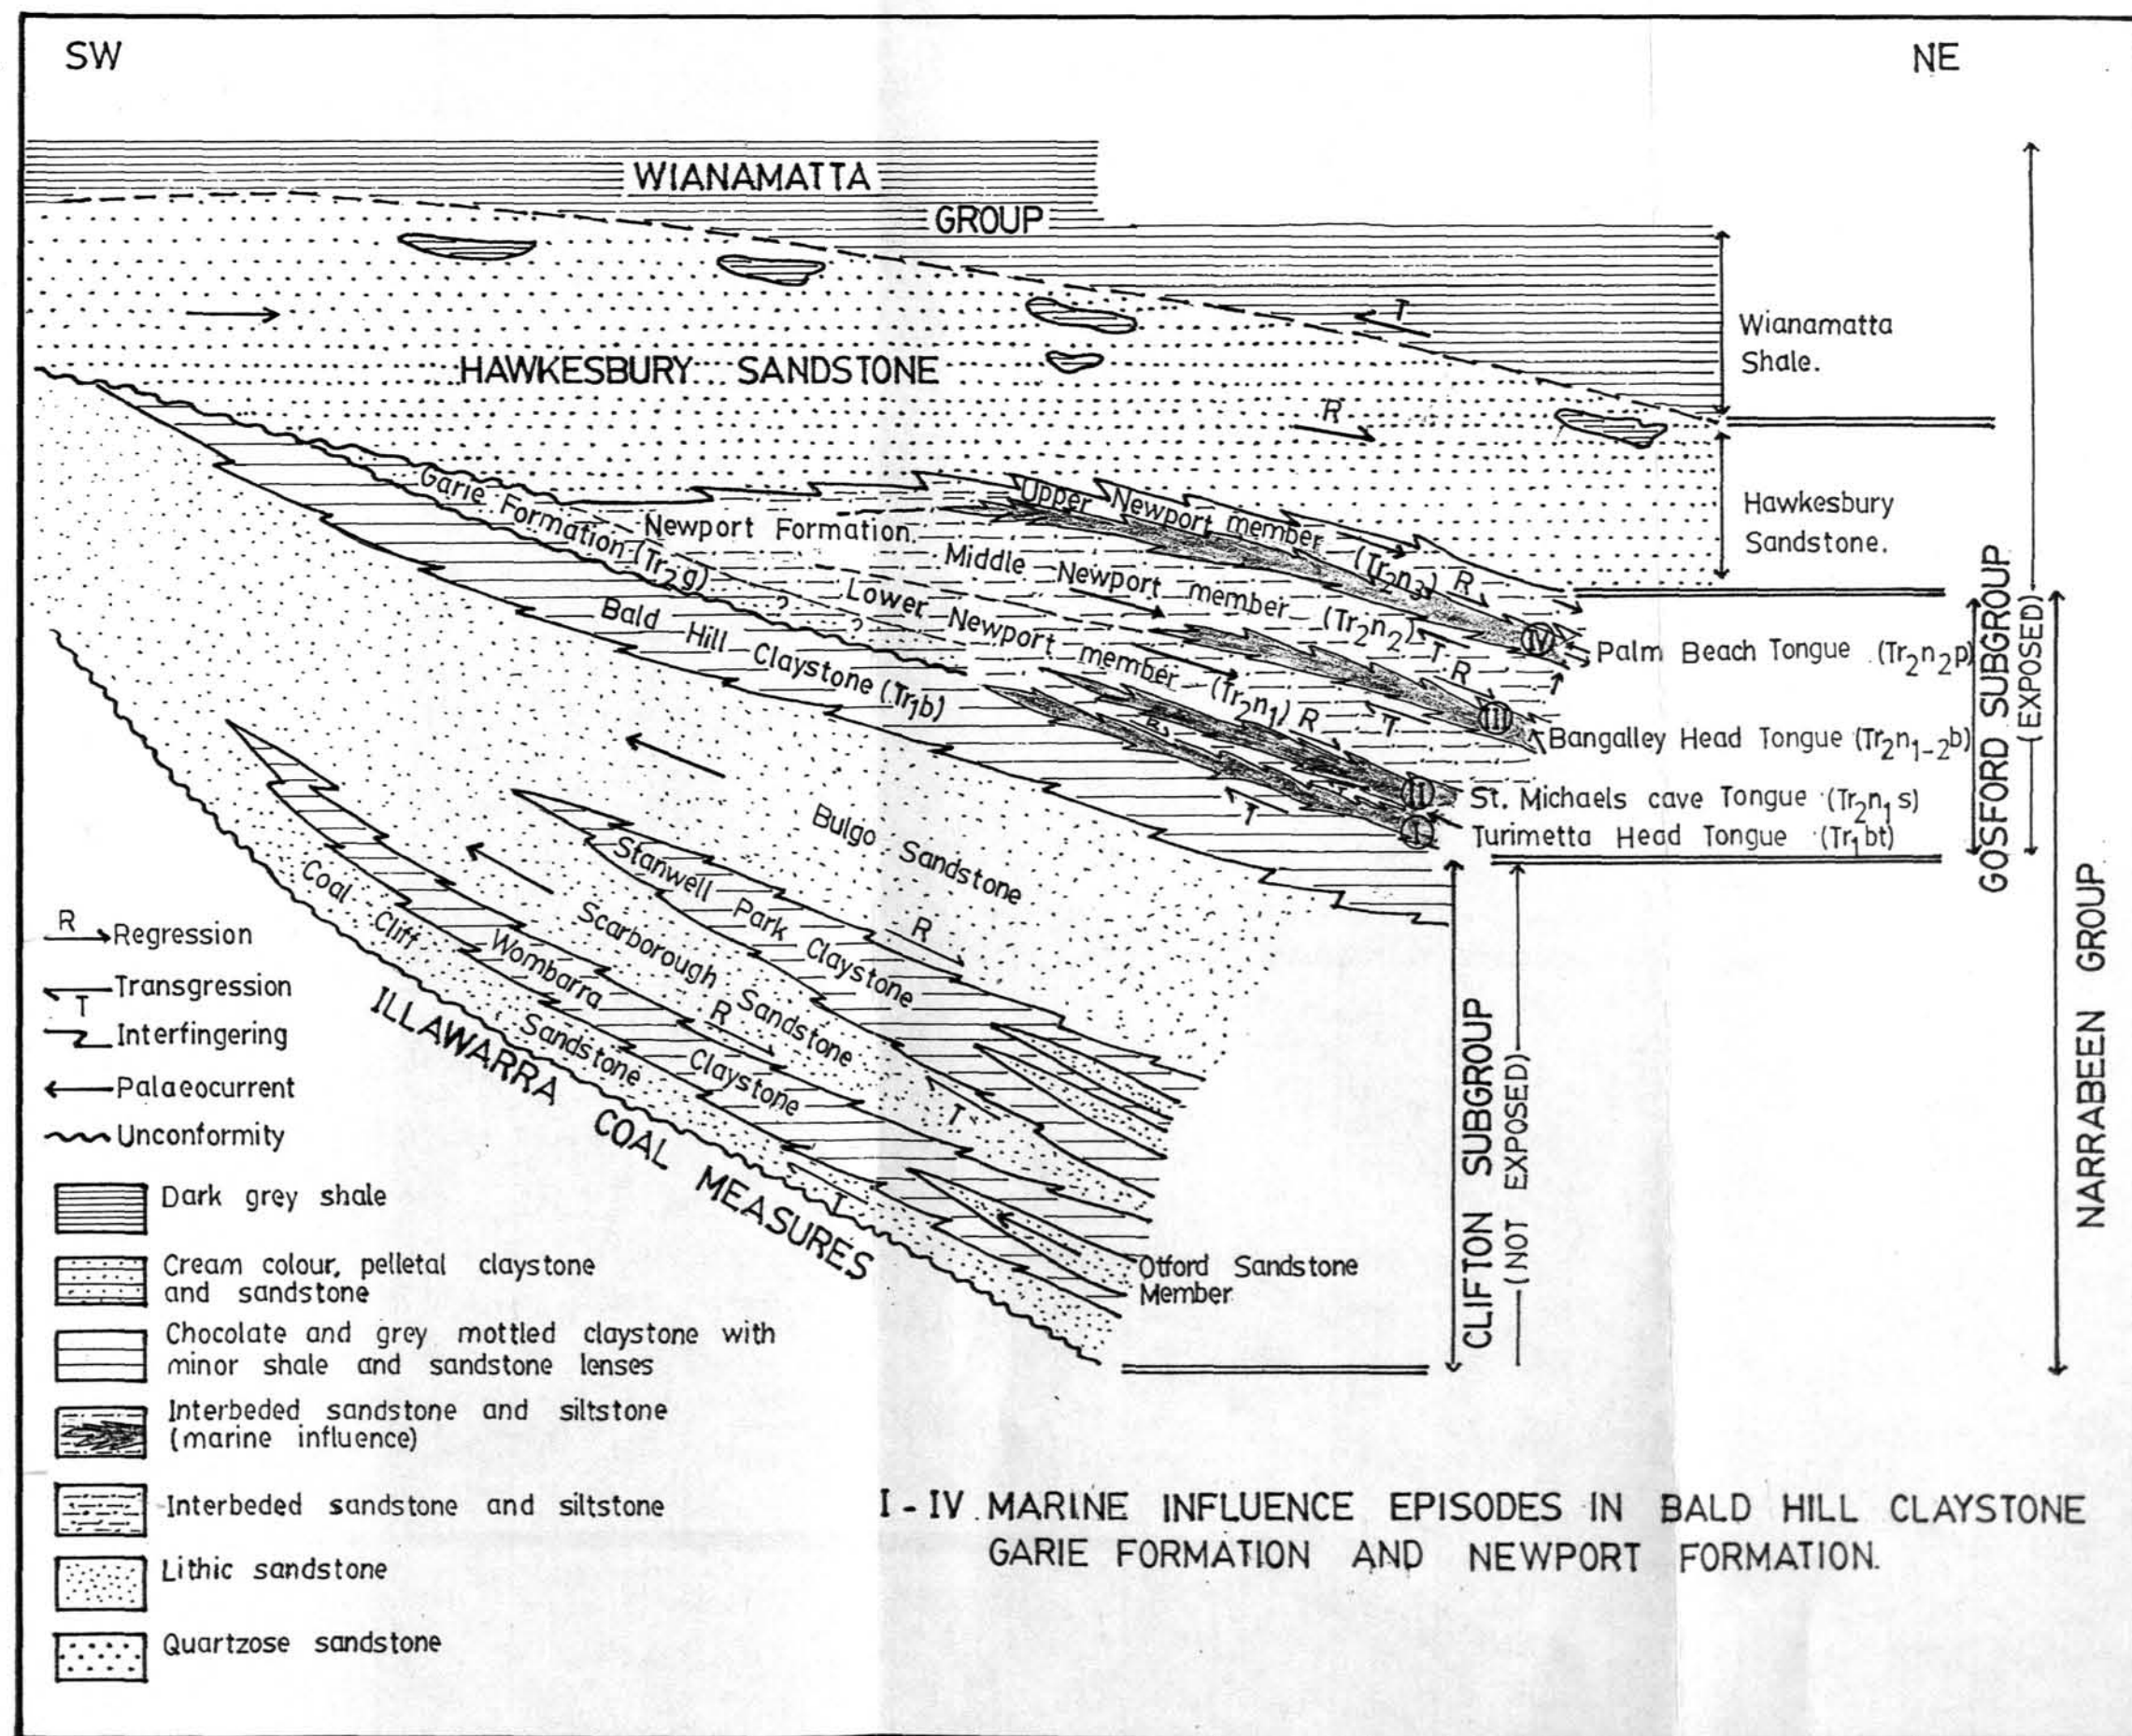 SW
NE
WIANAMATTA
GROUP
T
Wianamatta
Shale.
HAWKESBURY SANDSTONE
R
Hawkesbury
Sandstone.
Garie Formation (Tr2g)
Newport Formation.
Upper Newport member (Tr2n3) R
Middle Newport member (Tr2n2) T R
Lower Newport member (Tr2n1) R
T
? ?
Bald Hill Claystone (Tr1b)
R
T
IV
Palm Beach Tongue (Tr2n2p)
III
Bangalley Head Tongue (Tr2n1-2b)
II
St. Michaels cave Tongue (Tr2n1s)
I
Turimetta Head Tongue (Tr1bt)
GOSFORD SUBGROUP
(EXPOSED)
Bulgo Sandstone
R
Stanwell Park Claystone
Scarborough Sandstone
R
T
Wombarra Claystone
Coal Cliff Sandstone
T
ILLAWARRA COAL MEASURES
Otford Sandstone
Member
CLIFTON SUBGROUP
(NOT EXPOSED)
NARRABEEN GROUP
R
Regression
Transgression
T
Interfingering
Palaeocurrent
Unconformity
Dark grey shale
Cream colour, pelletal claystone
and sandstone
Chocolate and grey mottled claystone with
minor shale and sandstone lenses
Interbeded sandstone and siltstone
(marine influence)
Interbeded sandstone and siltstone
Lithic sandstone
Quartzose sandstone
I - IV MARINE INFLUENCE EPISODES IN BALD HILL CLAYSTONE
GARIE FORMATION AND NEWPORT FORMATION.